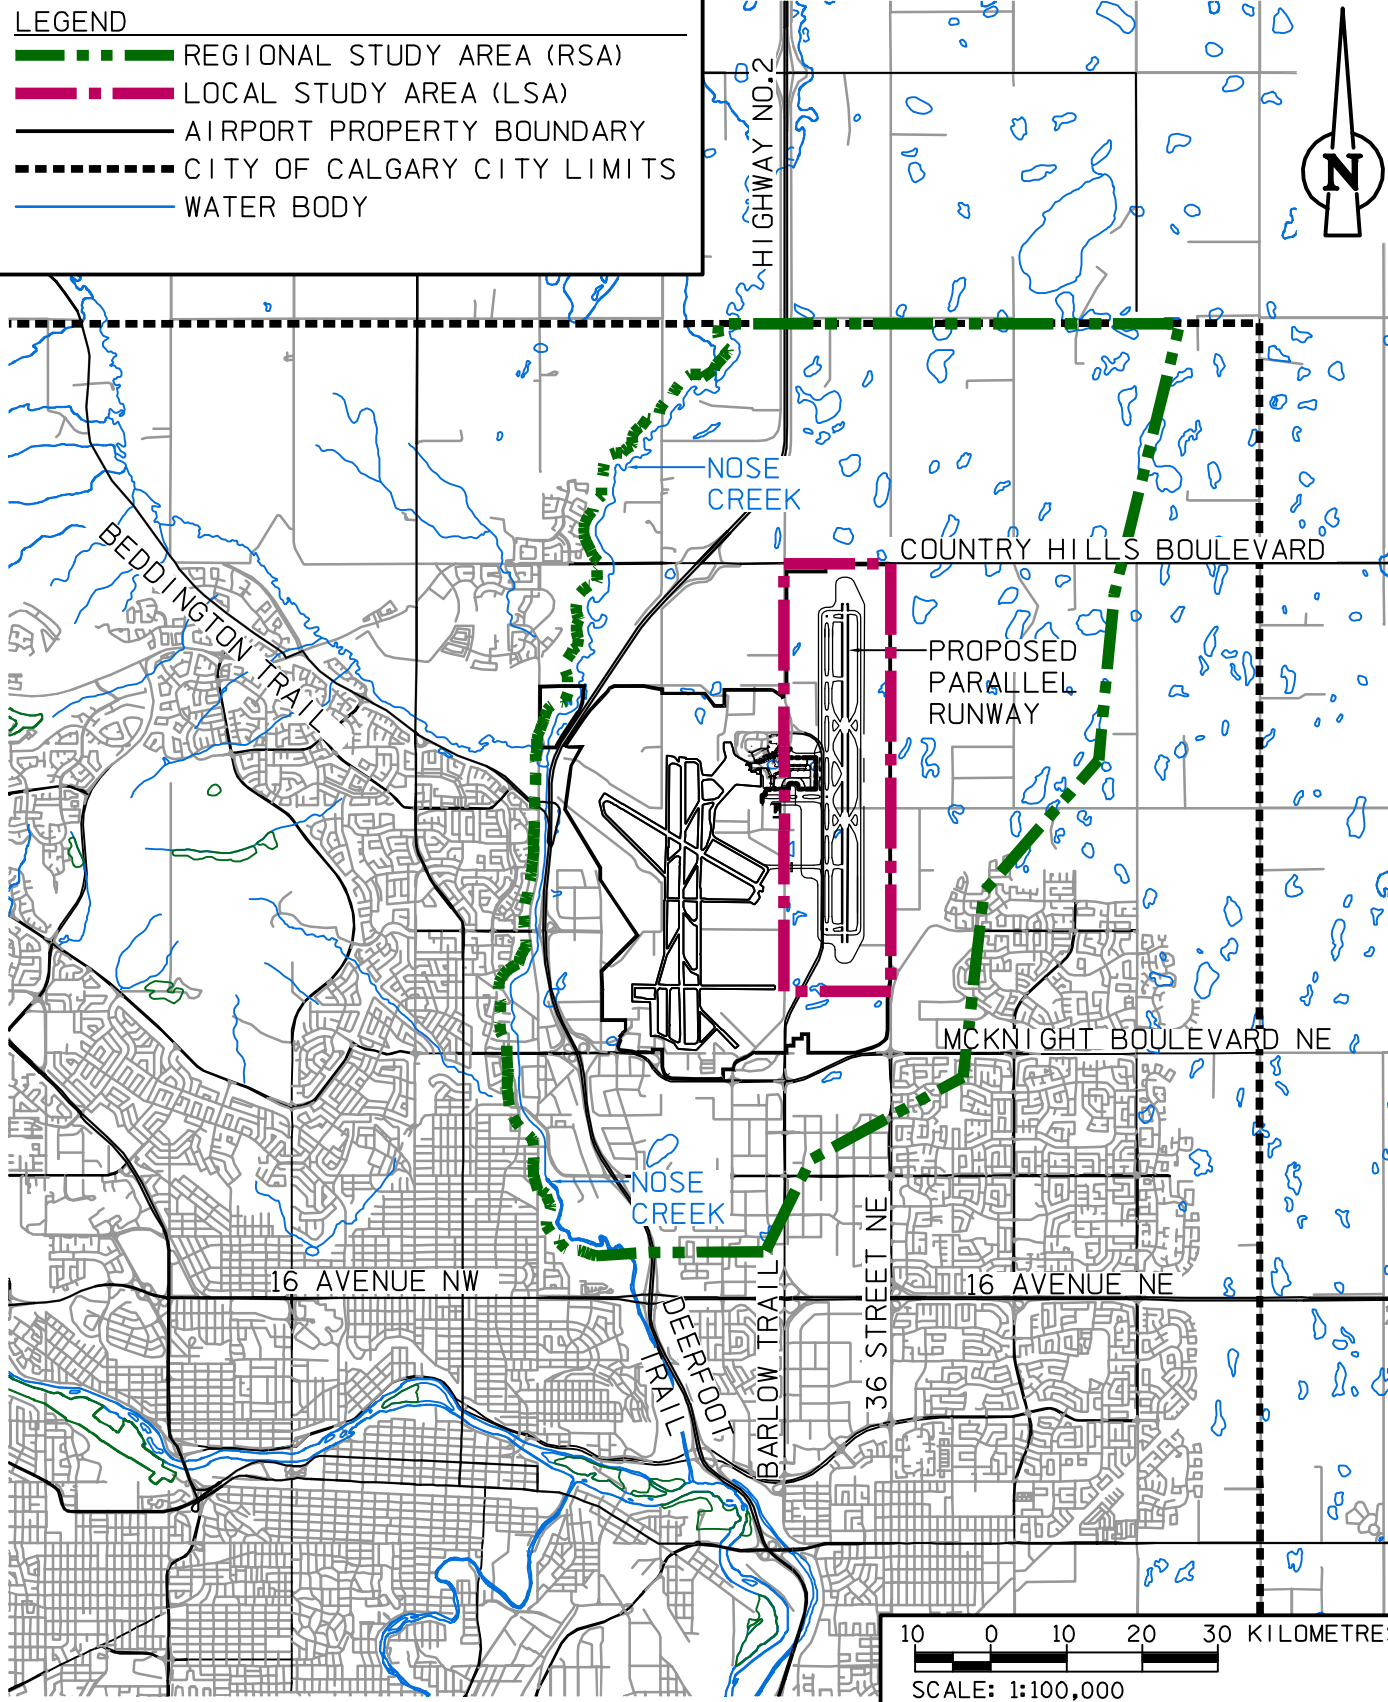 LEGEND
REGIONAL STUDY AREA (RSA)
LOCAL STUDY AREA (LSA)
AIRPORT PROPERTY BOUNDARY
CITY OF CALGARY CITY LIMITS
WATER BODY
HIGHWAY NO.2
N
NOSE
CREEK
BEDDINGTON TRAIL
COUNTRY HILLS BOULEVARD
PROPOSED
PARALLEL
RUNWAY
MCKNIGHT BOULEVARD NE
NOSE
CREEK
16 AVENUE NW
16 AVENUE NE
DEERFOOT
TRAIL
BARLOW TRAIL
36 STREET NE
10 0 10 20 30 KILOMETRES
SCALE: 1:100,000